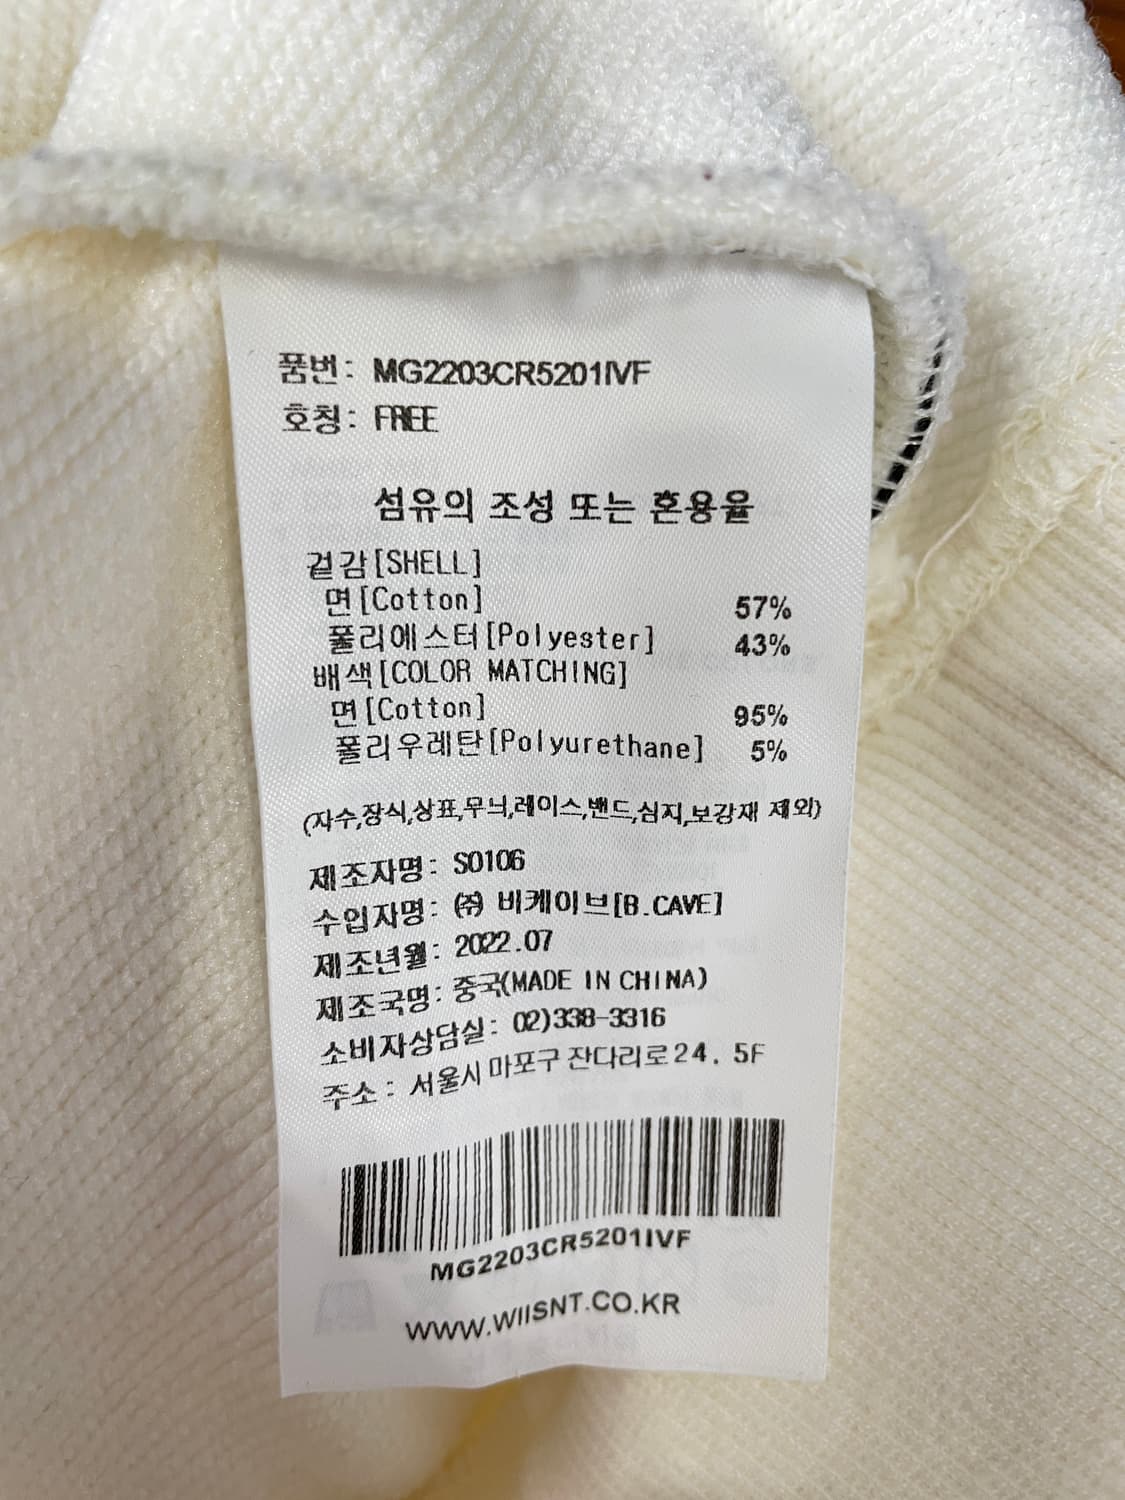 품번: MG2203CR5201IVF
호칭: FREE
섬유의 조성 또는 혼용율
겉감[SHELL]
면[Cotton] 57%
폴리에스터[Polyester] 43%
배색[COLOR MATCHING]
면[Cotton] 95%
폴리우레탄[Polyurethane] 5%
(자수,장식,상표,무늬,레이스,밴드,심지,보강재 제외)
제조자명: S0106
수입자명: ㈜ 비케이브[B.CAVE]
제조년월: 2022.07
제조국명: 중국(MADE IN CHINA)
소비자상담실: 02)338-3316
주소: 서울시 마포구 잔다리로24. 5F
MG2203CR5201IVF
WWW.WIISNT.CO.KR